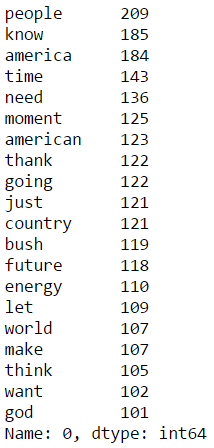 people 209
know 185
america 184
time 143
need 136
moment 125
american 123
thank 122
going 122
just 121
country 121
bush 119
future 118
energy 110
let 109
world 107
make 107
think 105
want 102
god 101
Name: 0, dtype: int64